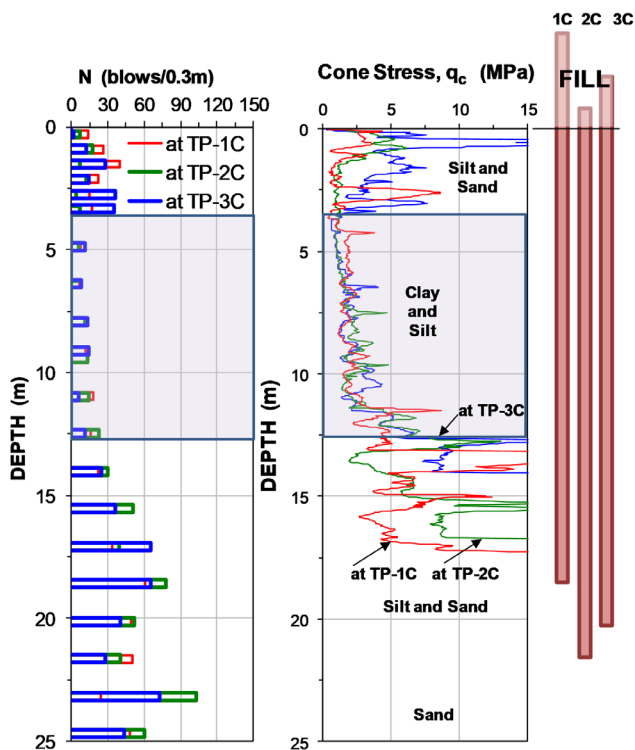 1C 2C 3C
N (blows/0.3m)
0 30 60 90 120 150
Cone Stress, qc (MPa)
0 5 10 15
FILL
0
5
10
15
20
25
DEPTH (m)
at TP-1C
at TP-2C
at TP-3C
0
5
10
15
20
25
DEPTH (m)
Silt and
Sand
Clay
and
Silt
at TP-3C
at TP-1C
at TP-2C
Silt and Sand
Sand